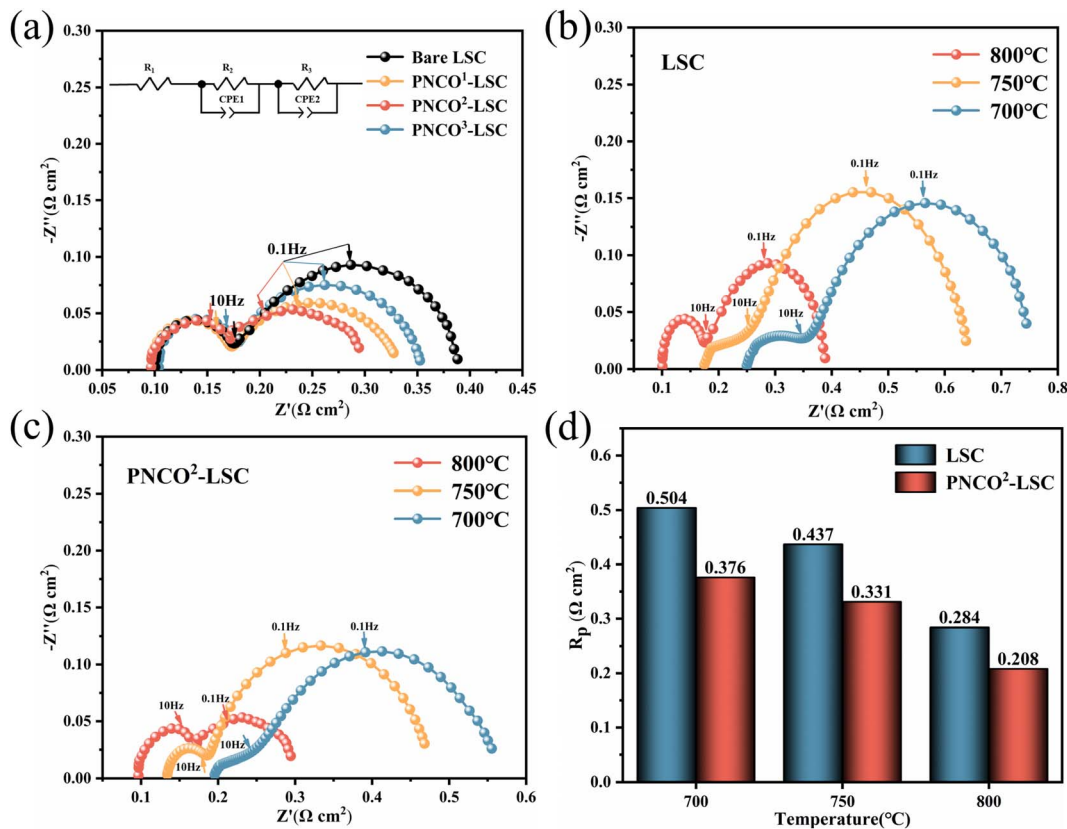 (a)
0.30
0.25
0.20
0.15
0.10
0.05
0.00
-Z''(Ω cm²)
R₁
R₂
R₃
CPE1
CPE2
Bare LSC
PNCO¹-LSC
PNCO²-LSC
PNCO³-LSC
0.1Hz
10Hz
0.05 0.10 0.15 0.20 0.25 0.30 0.35 0.40 0.45
Z'(Ω cm²)
(b)
0.30
0.25
0.20
0.15
0.10
0.05
0.00
-Z''(Ω cm²)
LSC
800°C
750°C
700°C
0.1Hz
0.1Hz
0.1Hz
10Hz
10Hz
10Hz
0.1 0.2 0.3 0.4 0.5 0.6 0.7 0.8
Z'(Ω cm²)
(c)
0.30
0.25
0.20
0.15
0.10
0.05
0.00
-Z''(Ω cm²)
PNCO²-LSC
800°C
750°C
700°C
0.1Hz
0.1Hz
10Hz
0.1Hz
10Hz
10Hz
0.1 0.2 0.3 0.4 0.5 0.6
Z'(Ω cm²)
(d)
0.6
0.5
0.4
0.3
0.2
0.1
0.0
Rp (Ω cm²)
LSC
PNCO²-LSC
0.504
0.376
0.437
0.331
0.284
0.208
700 750 800
Temperature(°C)